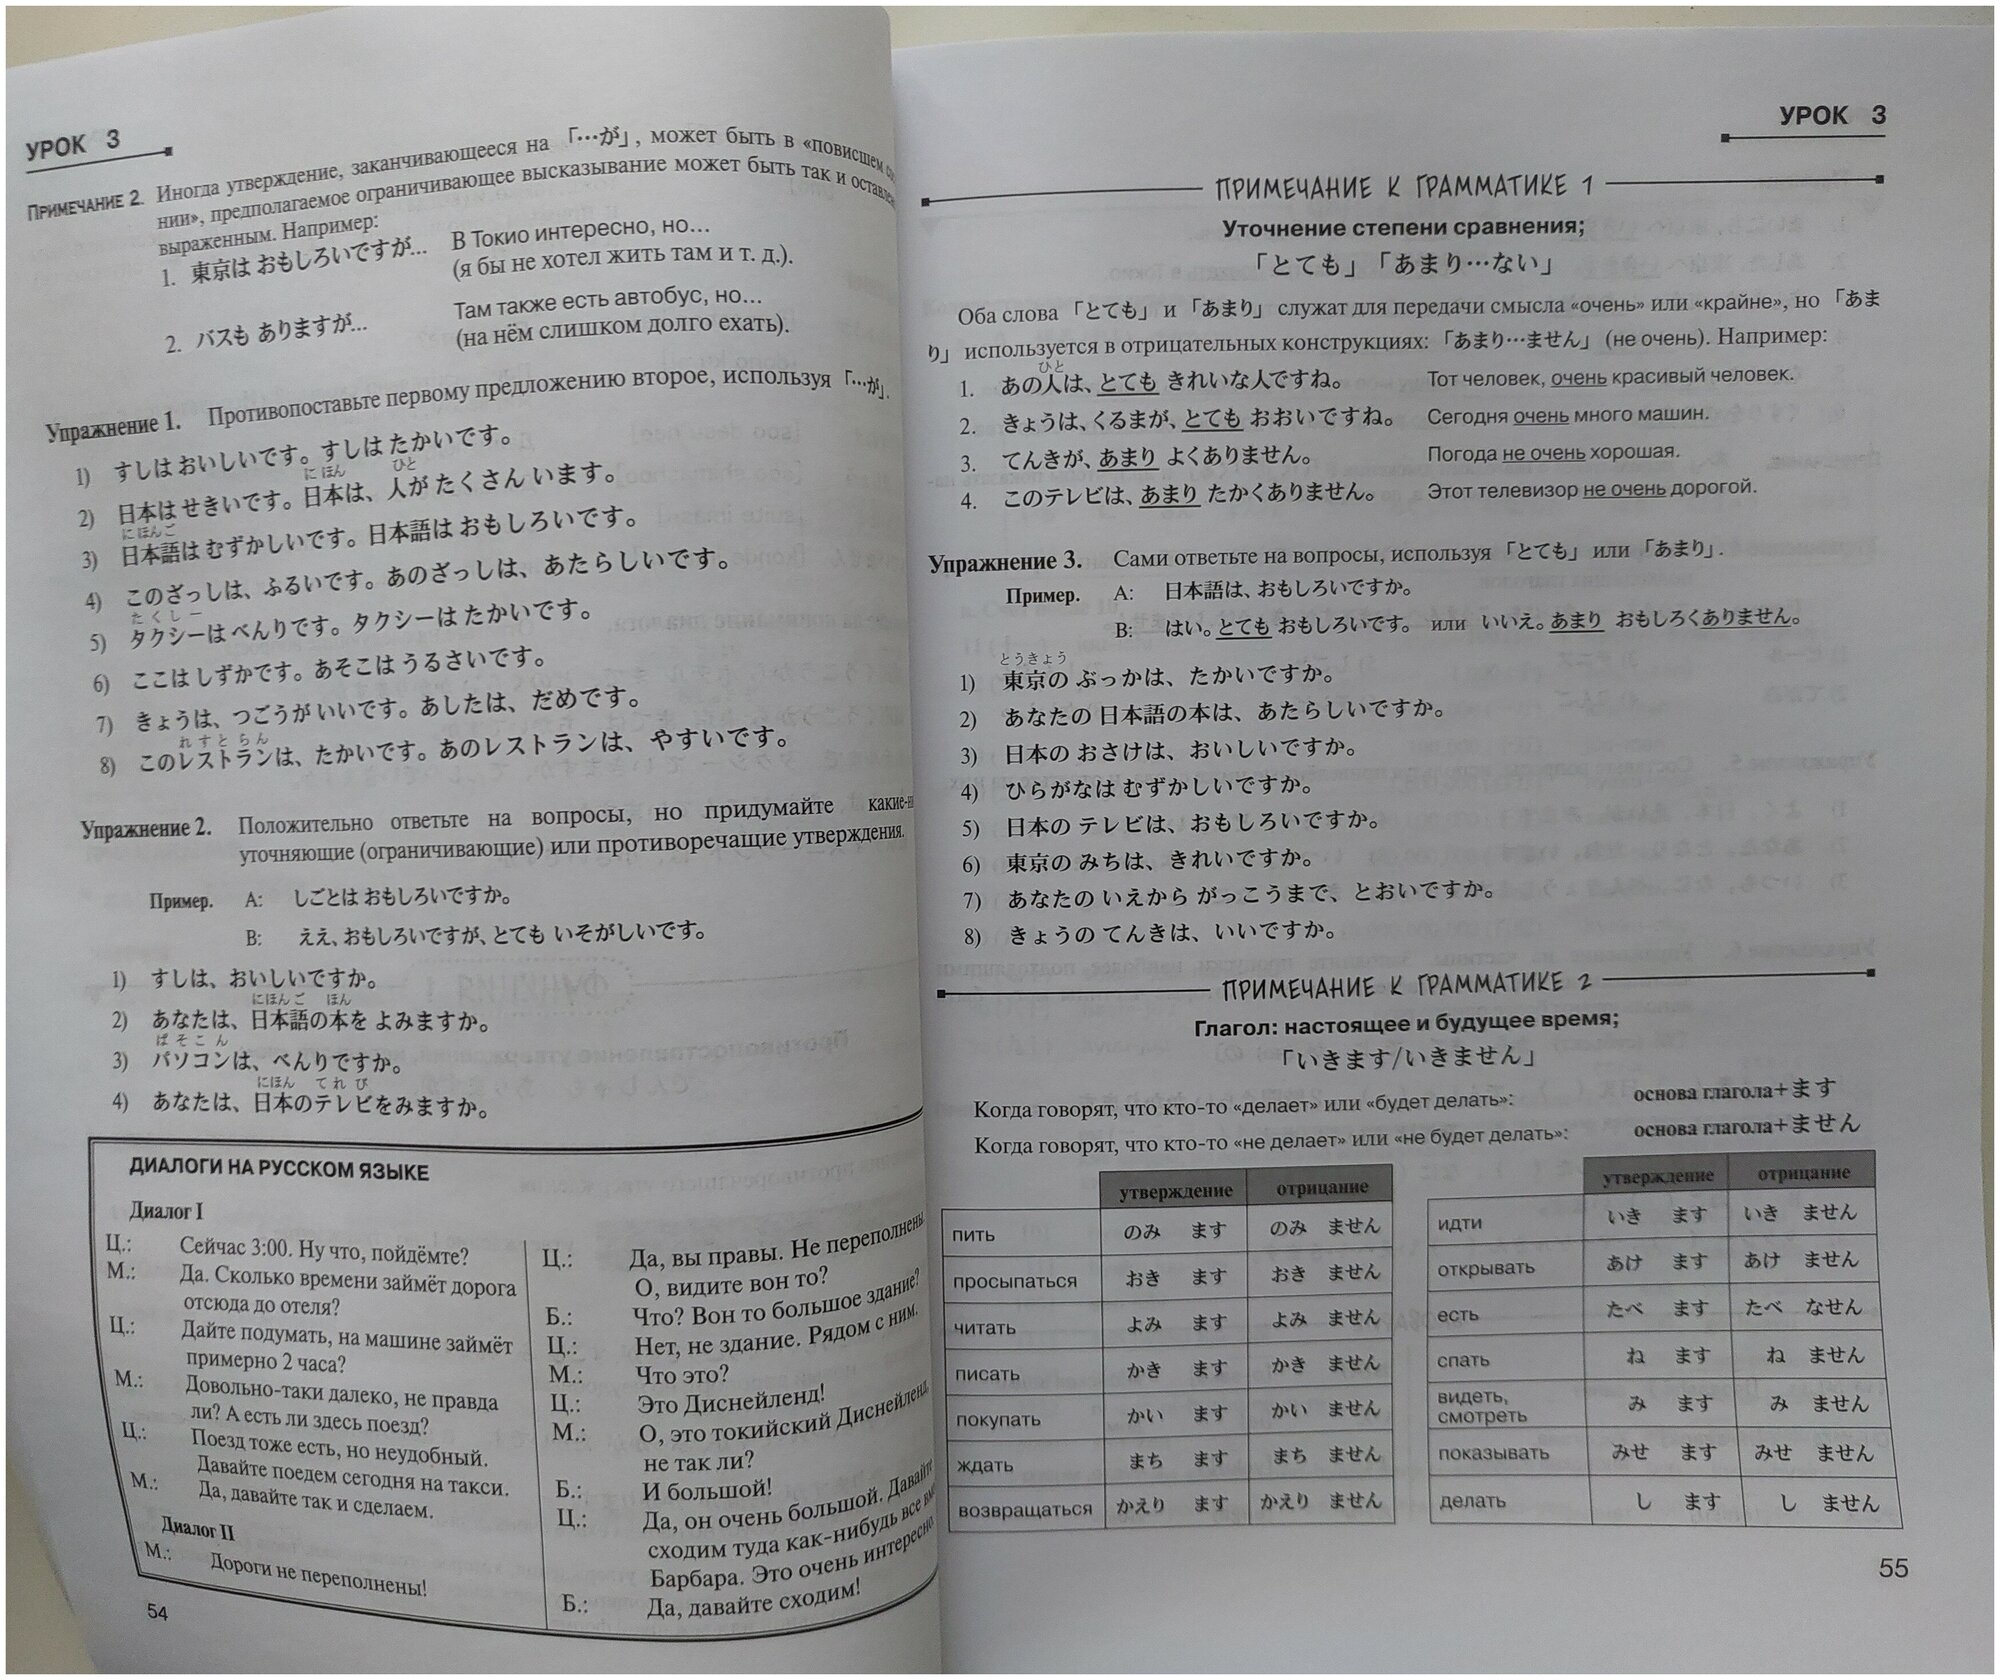 УРОК 3
Примечание 2. Иногда утверждение, заканчивающееся на 「…が」, может быть в «повисшем
нии», предполагаемое ограничивающее высказывание может быть так и
выраженным. Например:
1. 東京は おもしろいですが… В Токио интересно, но…
(я бы не хотел жить там и т. д.).
2. バスも ありますが… Там также есть автобус, но…
(на нём слишком долго ехать).
Упражнение 1. Противопоставьте первому предложению второе, используя 「…が」.
1) すしは おいしいです。すしは たかいです。
にほん ひと
2) 日本は せきいです。日本は、人が たくさん います。
にほんご
3) 日本語は むずかしいです。日本語は おもしろいです。
4) このざっしは、ふるいです。あのざっしは、あたらしいです。
たくしー
5) タクシーは べんりです。タクシーは たかいです。
6) ここは しずかです。あそこは うるさいです。
7) きょうは、つごうが いいです。あしたは、だめです。
れすとらん
8) このレストランは、たかいです。あのレストランは、やすいです。
Упражнение 2. Положительно ответьте на вопросы, но придумайте
уточняющие (ограничивающие) или противоречащие утверждения.
Пример. А: しごとは おもしろいですか。
В: ええ、おもしろいですが、とても いそがしいです。
1) すしは、おいしいですか。
にほんご ほん
2) あなたは、日本語の本を よみますか。
ぱそこん
3) パソコンは、べんりですか。
にほん てれび
4) あなたは、日本のテレビをみますか。
ДИАЛОГИ НА РУССКОМ ЯЗЫКЕ
Диалог I
Ц.: Сейчас 3:00. Ну что, пойдёмте?
М.: Да. Сколько времени займёт дорога
отсюда до отеля?
Ц.: Дайте подумать, на машине займёт
примерно 2 часа?
М.: Довольно-таки далеко, не правда
ли? А есть ли здесь поезд?
Ц.: Поезд тоже есть, но неудобный.
Давайте поедем сегодня на такси.
М.: Да, давайте так и сделаем.
Диалог II
М.: Дороги не переполнены!
Ц.: Да, вы правы. Не переполнены.
О, видите вон то?
Б.: Что? Вон то большое здание?
Ц.: Нет, не здание. Рядом с ним.
М.: Что это?
Ц.: Это Диснейленд!
М.: О, это токийский Диснейленд,
не так ли?
Б.: И большой!
Ц.: Да, он очень большой. Давайте
сходим туда как-нибудь все
Барбара. Это очень интересно.
Б.: Да, давайте сходим!
54
УРОК 3
ПРИМЕЧАНИЕ К ГРАММАТИКЕ 1
Уточнение степени сравнения;
「とても」「あまり…ない」
Оба слова 「とても」 и 「あまり」 служат для передачи смысла «очень» или «крайне», но 「あま
り」 используется в отрицательных конструкциях: 「あまり…ません」 (не очень). Например:
ひと
1. あの人は、とても きれいな人ですね。 Тот человек, очень красивый человек.
2. きょうは、くるまが、とても おおいですね。 Сегодня очень много машин.
3. てんきが、あまり よくありません。 Погода не очень хорошая.
4. このテレビは、あまり たかくありません。 Этот телевизор не очень дорогой.
Упражнение 3. Сами ответьте на вопросы, используя 「とても」 или 「あまり」.
Пример. А: 日本語は、おもしろいですか。
В: はい。とても おもしろいです。 или いいえ。あまり おもしろくありません。
とうきょう
1) 東京の ぶっかは、たかいですか。
2) あなたの 日本語の本は、あたらしいですか。
3) 日本の おさけは、おいしいですか。
4) ひらがなは むずかしいですか。
5) 日本の テレビは、おもしろいですか。
6) 東京の みちは、きれいですか。
7) あなたの いえから がっこうまで、とおいですか。
8) きょうの てんきは、いいですか。
ПРИМЕЧАНИЕ К ГРАММАТИКЕ 2
Глагол: настоящее и будущее время;
「いきます/いきません」
Когда говорят, что кто-то «делает» или «будет делать»: основа глагола+ます
Когда говорят, что кто-то «не делает» или «не будет делать»: основа глагола+ません
утверждение отрицание
пить のみ ます のみ ません
просыпаться おき ます おき ません
читать よみ ます よみ ません
писать かき ます かき ません
покупать かい ます かい ません
ждать まち ます まち ません
возвращаться かえり ます かえり ません
утверждение отрицание
идти いき ます いき ません
открывать あけ ます あけ ません
есть たべ ます たべ なせん
спать ね ます ね ません
видеть,
смотреть み ます み ません
показывать みせ ます みせ ません
делать し ます し ません
55